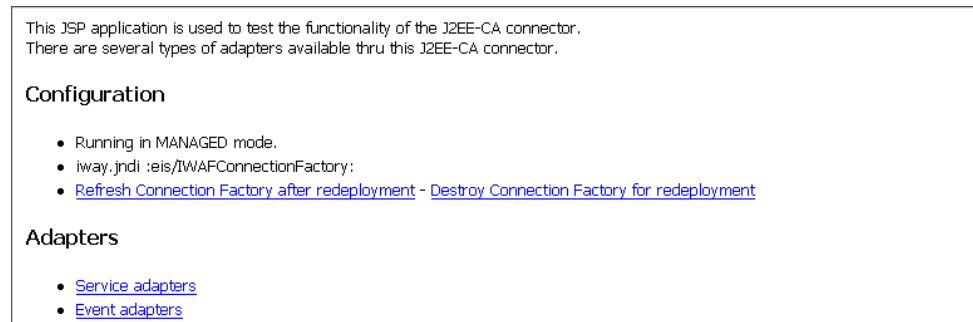 This JSP application is used to test the functionality of the J2EE-CA connector.
There are several types of adapters available thru this J2EE-CA connector.
Configuration
• Running in MANAGED mode.
• iway.jndi :eis/IWAFConnectionFactory:
• Refresh Connection Factory after redeployment - Destroy Connection Factory for redeployment
Adapters
• Service adapters
• Event adapters